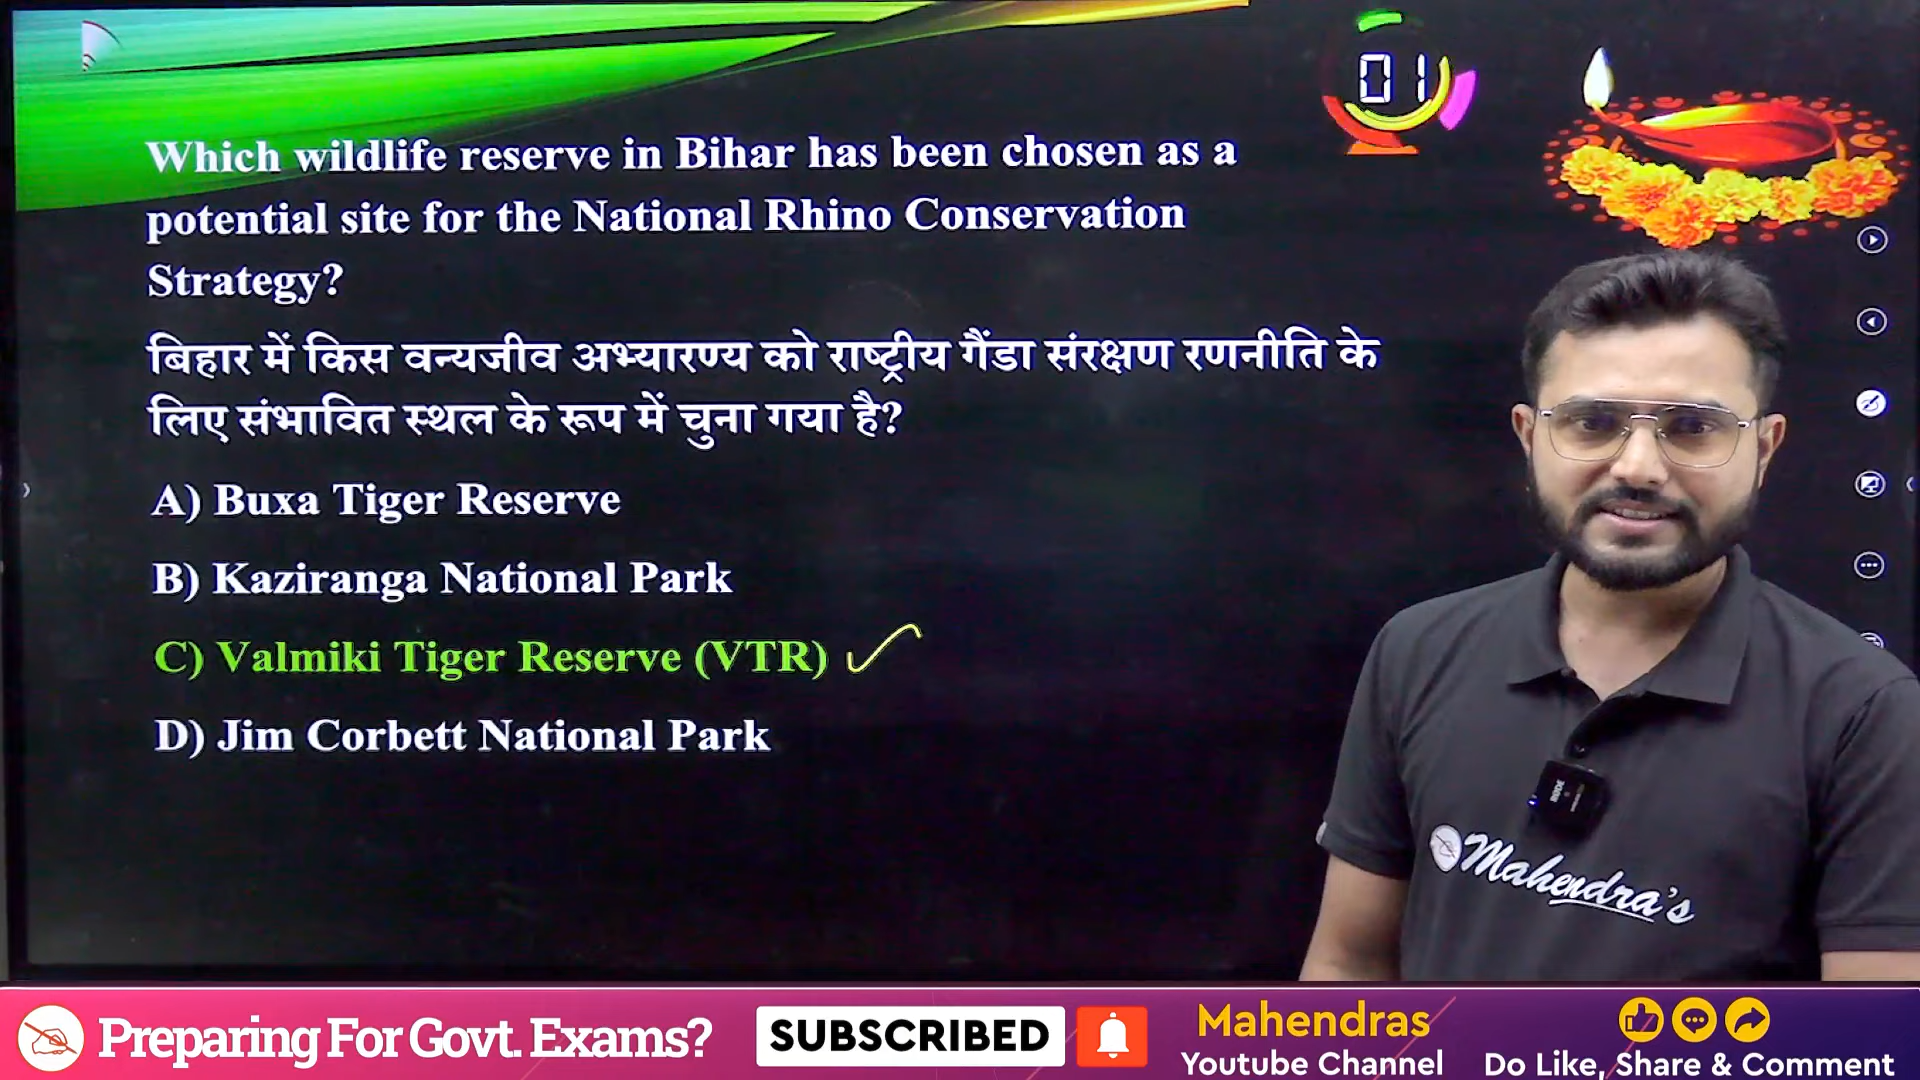 01
Which wildlife reserve in Bihar has been chosen as a
potential site for the National Rhino Conservation
Strategy?
बिहार में किस वन्यजीव अभ्यारण्य को राष्ट्रीय गैंडा संरक्षण रणनीति के
लिए संभावित स्थल के रूप में चुना गया है?
A) Buxa Tiger Reserve
B) Kaziranga National Park
C) Valmiki Tiger Reserve (VTR)
D) Jim Corbett National Park
RODE
Mahendra's
Preparing For Govt. Exams?
SUBSCRIBED
Mahendras
Youtube Channel
Do Like, Share & Comment